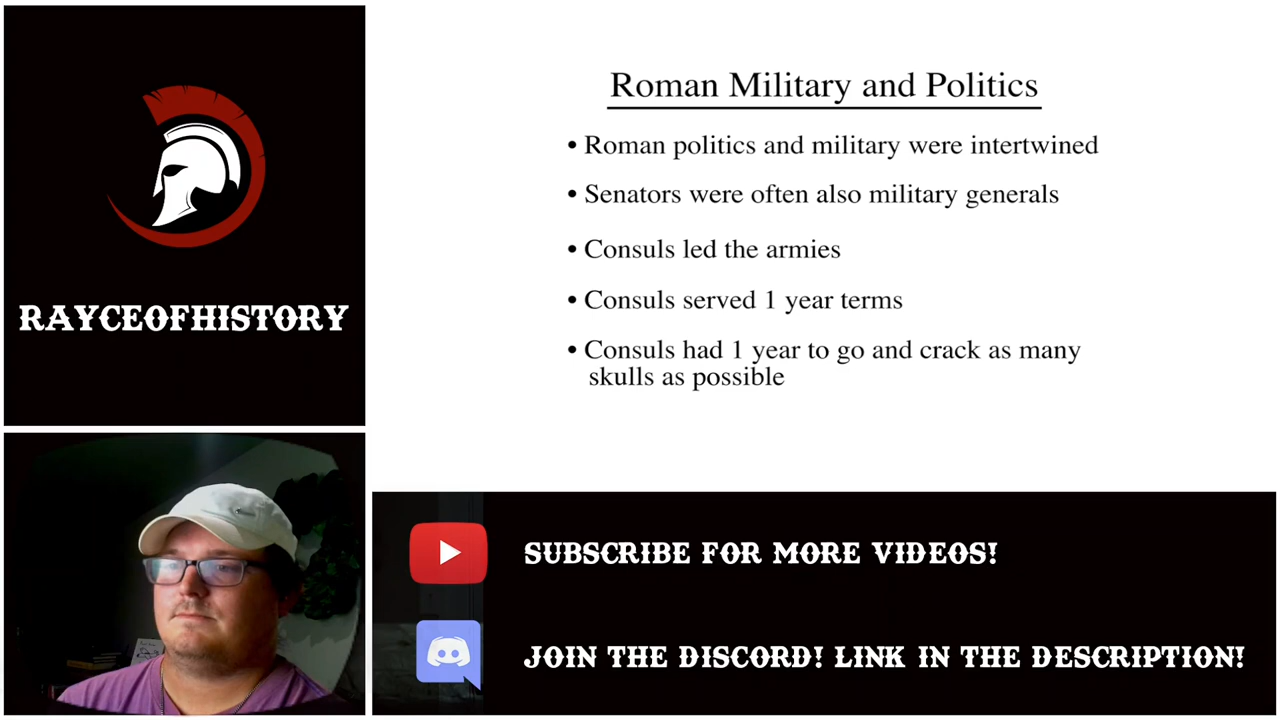 RAYCEOFHISTORY
Roman Military and Politics
• Roman politics and military were intertwined
• Senators were often also military generals
• Consuls led the armies
• Consuls served 1 year terms
• Consuls had 1 year to go and crack as many
skulls as possible
SUBSCRIBE FOR MORE VIDEOS!
JOIN THE DISCORD! LINK IN THE DESCRIPTION!